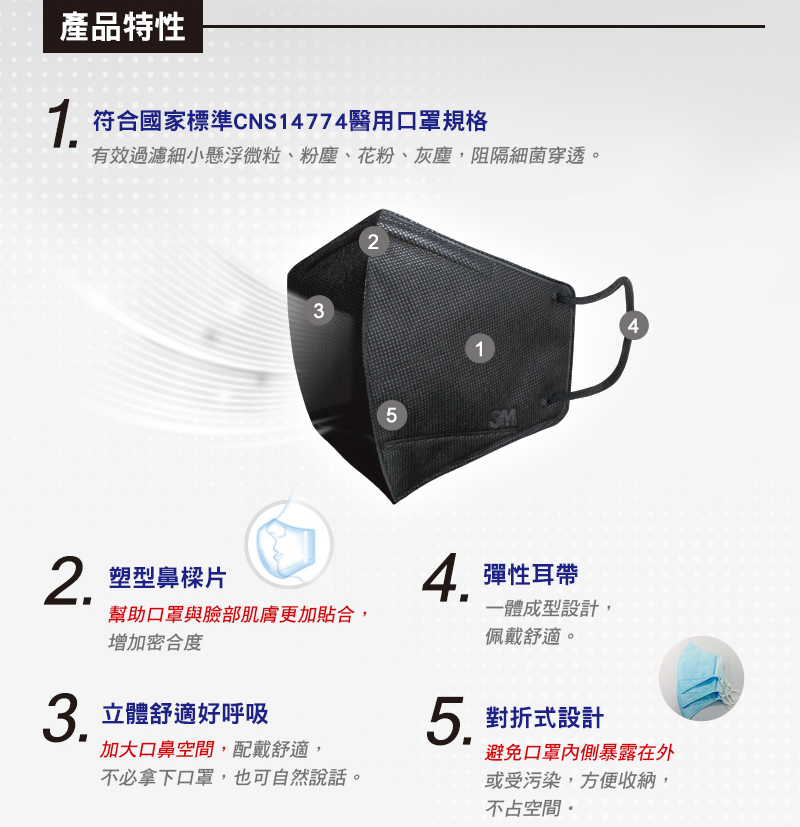 產品特性
1.
符合國家標準CNS14774醫用口罩規格
有效過濾細小懸浮微粒、粉塵、花粉、灰塵，阻隔細菌穿透。
2
3
4
1
5
3M
2.
塑型鼻樑片
幫助口罩與臉部肌膚更加貼合，
增加密合度
4.
彈性耳帶
一體成型設計，
佩戴舒適。
3.
立體舒適好呼吸
加大口鼻空間，配戴舒適，
不必拿下口罩，也可自然說話。
5.
對折式設計
避免口罩內側暴露在外
或受污染，方便收納，
不占空間．